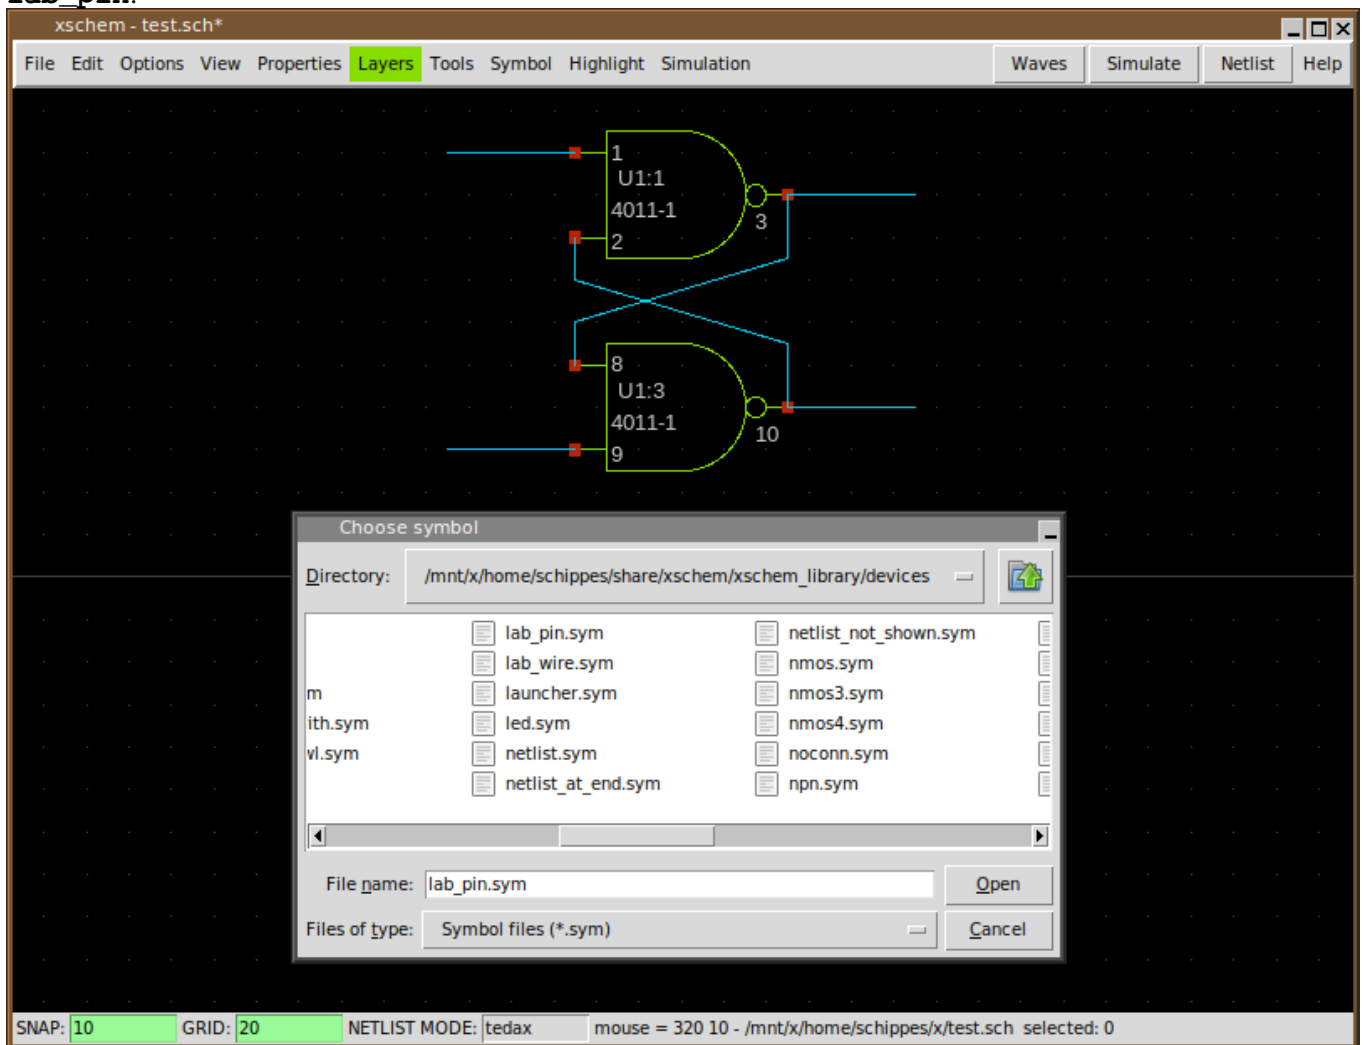 lab_pin.
xschem - test.sch*
File Edit Options View Properties Layers Tools Symbol Highlight Simulation Waves Simulate Netlist Help
1
U1:1
4011-1
3
2
8
U1:3
4011-1
10
9
Choose symbol
Directory: /mnt/x/home/schippes/share/xschem/xschem_library/devices
lab_pin.sym netlist_not_shown.sym
lab_wire.sym nmos.sym
m launcher.sym nmos3.sym
ith.sym led.sym nmos4.sym
vl.sym netlist.sym noconn.sym
netlist_at_end.sym npn.sym
File name: lab_pin.sym Open
Files of type: Symbol files (*.sym) Cancel
SNAP: 10 GRID: 20 NETLIST MODE: tedax mouse = 320 10 - /mnt/x/home/schippes/x/test.sch selected: 0